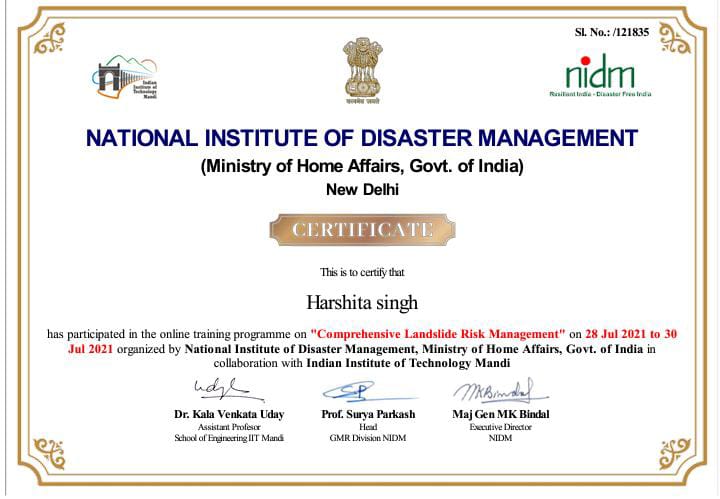 Sl. No.: /121835
Indian
Institute of
Technology
Mandi
सत्यमेव जयते
nidm
Resilient India - Disaster Free India
NATIONAL INSTITUTE OF DISASTER MANAGEMENT
(Ministry of Home Affairs, Govt. of India)
New Delhi
CERTIFICATE
This is to certify that
Harshita singh
has participated in the online training programme on "Comprehensive Landslide Risk Management" on 28 Jul 2021 to 30
Jul 2021 organized by National Institute of Disaster Management, Ministry of Home Affairs, Govt. of India in
collaboration with Indian Institute of Technology Mandi
Uday
MKBindal
Dr. Kala Venkata Uday
Assistant Profesor
School of Engineering IIT Mandi
Prof. Surya Parkash
Head
GMR Division NIDM
Maj Gen MK Bindal
Executive Director
NIDM